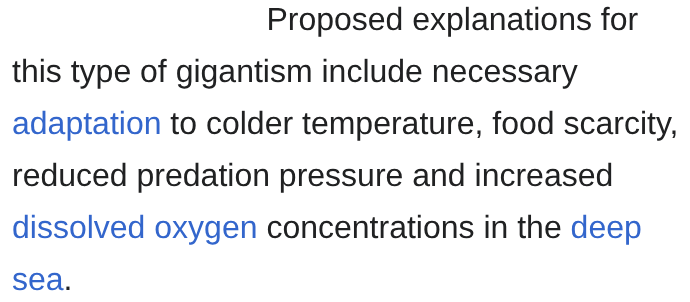 Proposed explanations for
this type of gigantism include necessary
adaptation to colder temperature, food scarcity,
reduced predation pressure and increased
dissolved oxygen concentrations in the deep
sea.